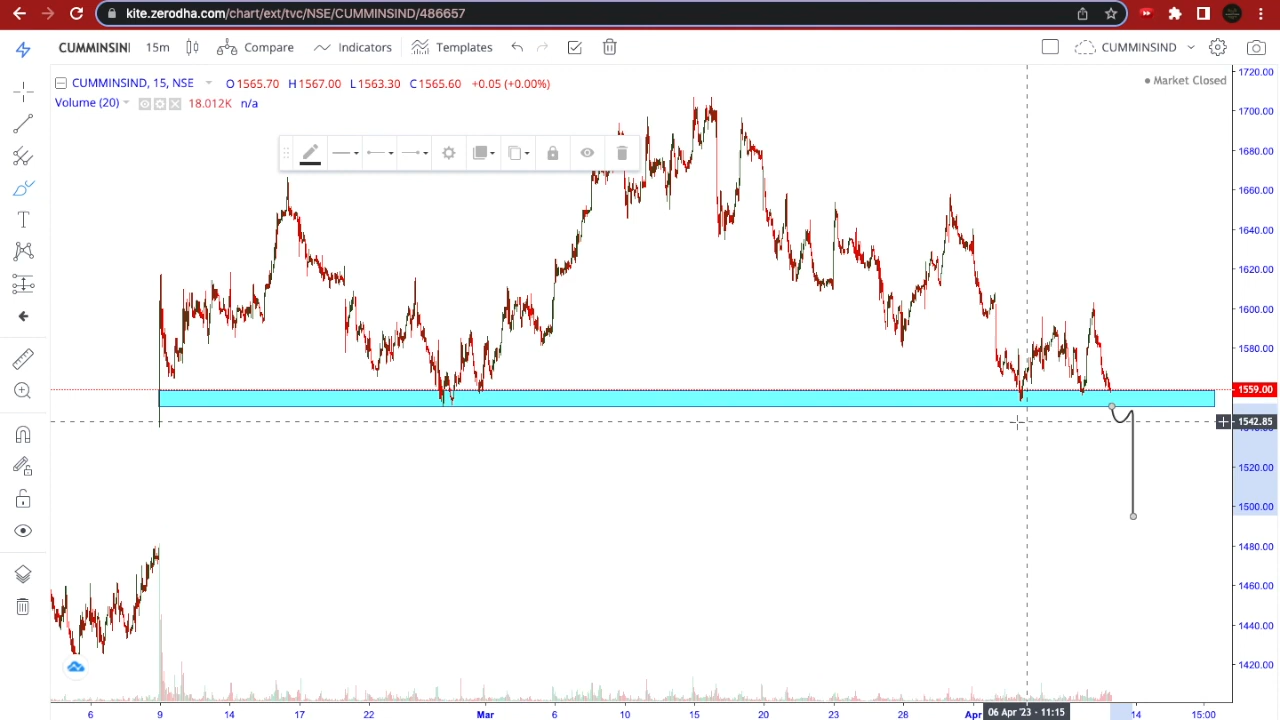 kite.zerodha.com/chart/ext/tvc/NSE/CUMMINSIND/486657
CUMMINSIN 15m Compare Indicators Templates CUMMINSIND
CUMMINSIND, 15, NSE O 1565.70 H 1567.00 L 1563.30 C 1565.60 +0.05 (+0.00%)
Market Closed
Volume (20) 18.012K n/a
1720.00
1700.00
1680.00
1660.00
1640.00
1620.00
1600.00
1580.00
1559.00
1542.85
1520.00
1500.00
1480.00
1460.00
1440.00
1420.00
6 9 14 17 22 Mar 6 10 15 20 23 28 Apr 06 Apr '23 - 11:15 14 15:00